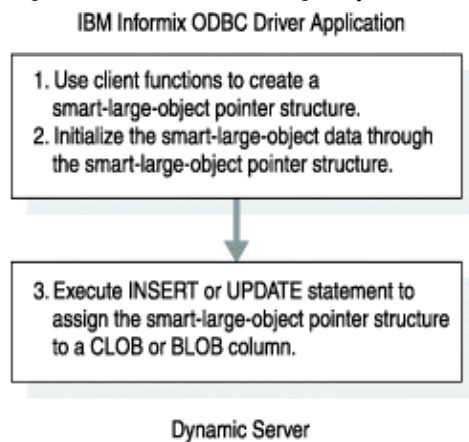 IBM Informix ODBC Driver Application
1. Use client functions to create a
smart-large-object pointer structure.
2. Initialize the smart-large-object data through
the smart-large-object pointer structure.
3. Execute INSERT or UPDATE statement to
assign the smart-large-object pointer structure
to a CLOB or BLOB column.
Dynamic Server